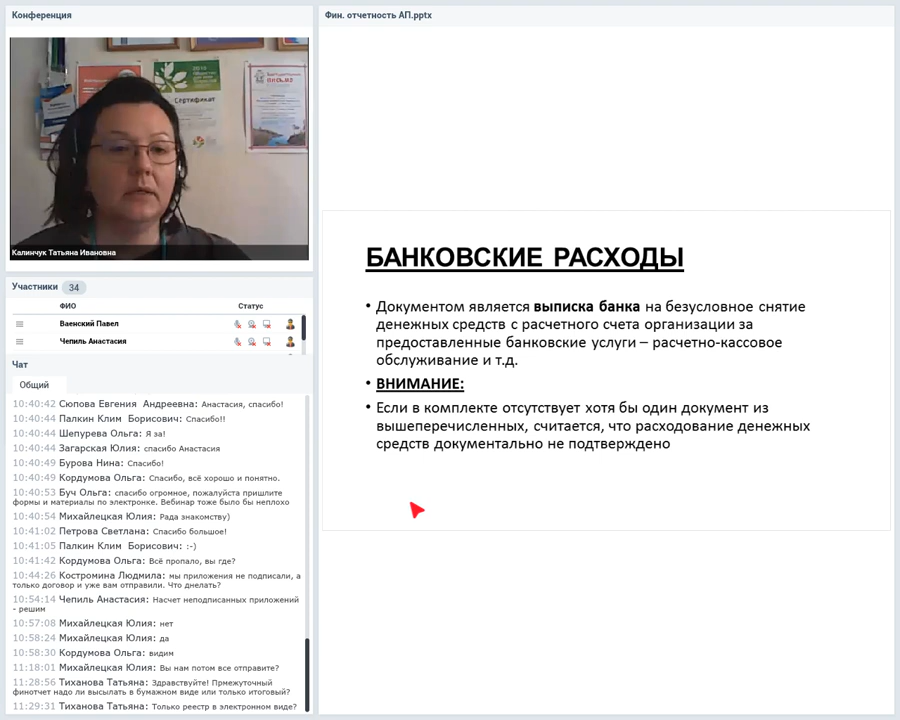 Конференция
Сертификат
Калинчук Татьяна Ивановна
Участники 34
ФИО Статус
Ваенский Павел
Чепиль Анастасия
Чат
Общий
10:40:42 Сюпова Евгения Андреевна: Анастасия, спасибо!
10:40:44 Палкин Клим Борисович: Спасибо!!
10:40:44 Шепурева Ольга: Я за!
10:40:44 Загарская Юлия: спасибо Анастасия
10:40:49 Бурова Нина: Спасибо!
10:40:49 Кордумова Ольга: Спасибо, всё хорошо и понятно.
10:40:53 Буч Ольга: спасибо огромное, пожалуйста пришлите
формы и материалы по электронке. Вебинар тоже было бы неплохо
10:40:54 Михайлецкая Юлия: Рада знакомству)
10:41:02 Петрова Светлана: Спасибо большое!
10:41:05 Палкин Клим Борисович: :-)
10:41:42 Кордумова Ольга: Всё пропало, вы где?
10:44:26 Костромина Людмила: мы приложения не подписали, а
только договор и уже вам отправили. Что днелать?
10:54:14 Чепиль Анастасия: Насчет неподписанных приложений
- решим
10:57:08 Михайлецкая Юлия: нет
10:58:24 Михайлецкая Юлия: да
10:58:30 Кордумова Ольга: видим
11:18:01 Михайлецкая Юлия: Вы нам потом все отправите?
11:28:56 Тиханова Татьяна: Здравствуйте! Прмежуточный
финотчет надо ли высылать в бумажном виде или только итоговый?
11:29:31 Тиханова Татьяна: Только реестр в электронном виде?
Фин. отчетность АП.pptx
БАНКОВСКИЕ РАСХОДЫ
• Документом является выписка банка на безусловное снятие
денежных средств с расчетного счета организации за
предоставленные банковские услуги – расчетно-кассовое
обслуживание и т.д.
• ВНИМАНИЕ:
• Если в комплекте отсутствует хотя бы один документ из
вышеперечисленных, считается, что расходование денежных
средств документально не подтверждено